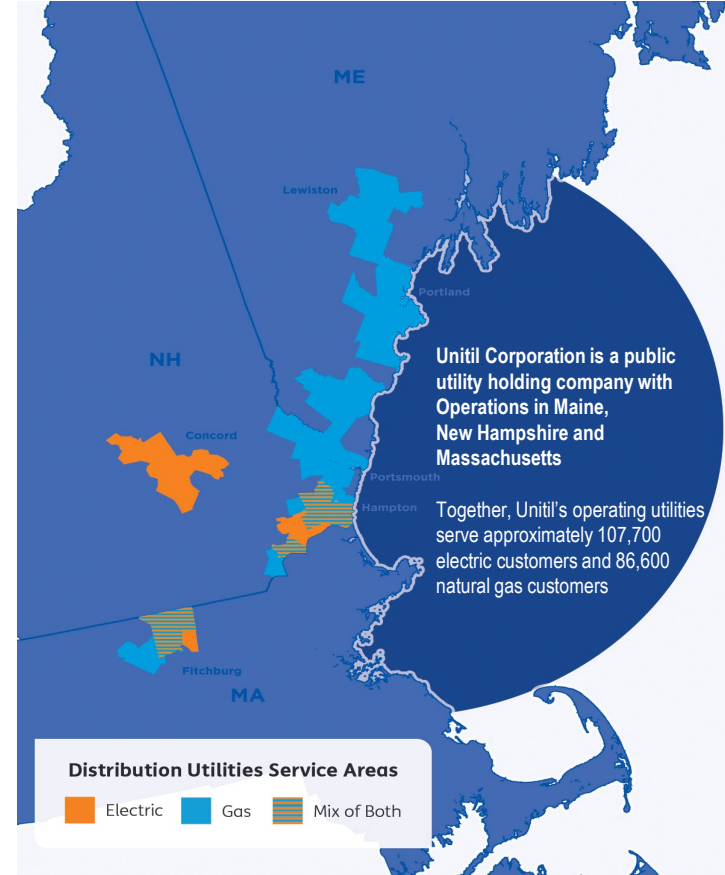 ME
Lewiston
Portland
NH
Unitil Corporation is a public
utility holding company with
Operations in Maine,
New Hampshire and
Massachusetts
Concord
Portsmouth
Hampton
Together, Unitil's operating utilities
serve approximately 107,700
electric customers and 86,600
natural gas customers
Fitchburg
MA
Distribution Utilities Service Areas
Electric
Gas
Mix of Both